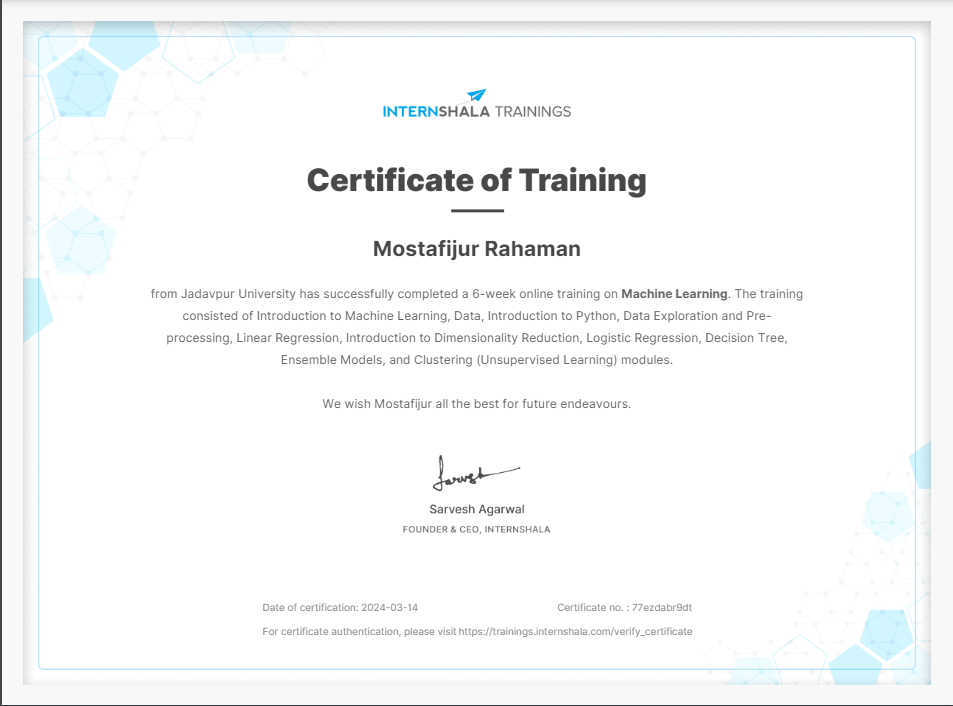 INTERNSHALA TRAININGS
Certificate of Training
Mostafijur Rahaman
from Jadavpur University has successfully completed a 6-week online training on Machine Learning. The training
consisted of Introduction to Machine Learning, Data, Introduction to Python, Data Exploration and Pre-
processing, Linear Regression, Introduction to Dimensionality Reduction, Logistic Regression, Decision Tree,
Ensemble Models, and Clustering (Unsupervised Learning) modules.
We wish Mostafijur all the best for future endeavours.
Sarvesh
Sarvesh Agarwal
FOUNDER & CEO, INTERNSHALA
Date of certification: 2024-03-14 Certificate no. : 77ezdabr9dt
For certificate authentication, please visit https://trainings.internshala.com/verify_certificate